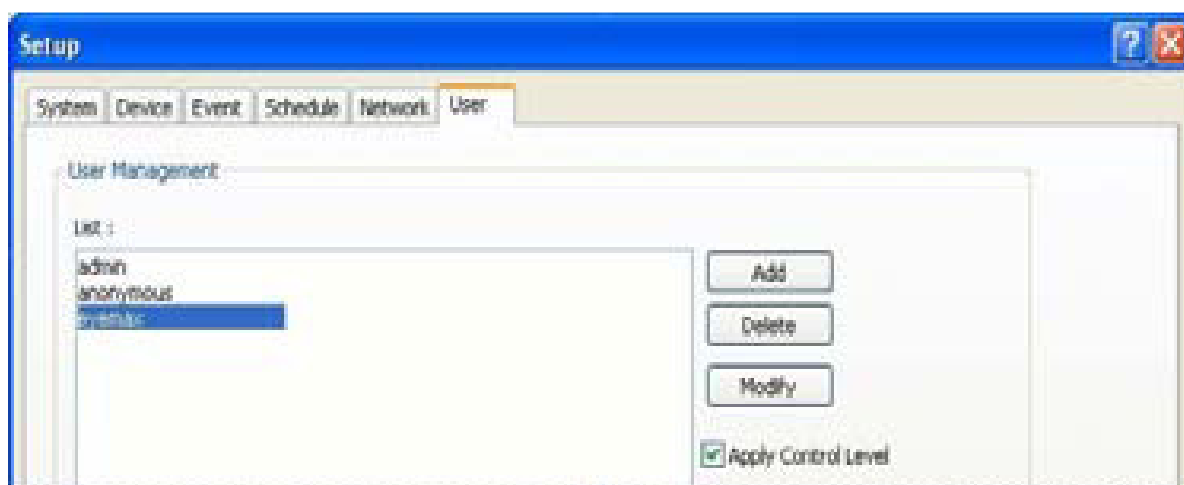 Setup
System Device Event Schedule Network User
User Management
List :
admin
anonymous
Add
Delete
Modify
Apply Control Level